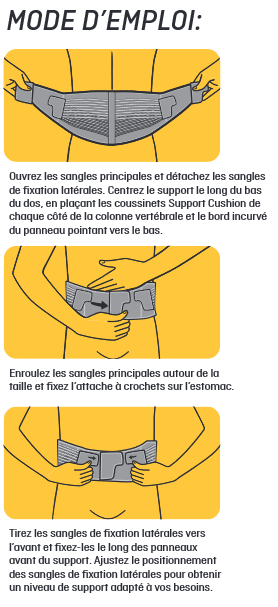 MODE D'EMPLOI:
Ouvrez les sangles principales et détachez les sangles
de fixation latérales. Centrez le support le long du bas
du dos, en plaçant les coussinets Support Cushion de
chaque côté de la colonne vertébrale et le bord incurvé
du panneau pointant vers le bas.
Enroulez les sangles principales autour de la
taille et fixez l'attache à crochets sur l'estomac.
Tirez les sangles de fixation latérales vers
l'avant et fixez-les le long des panneaux
avant du support. Ajustez le positionnement
des sangles de fixation latérales pour obtenir
un niveau de support adapté à vos besoins.